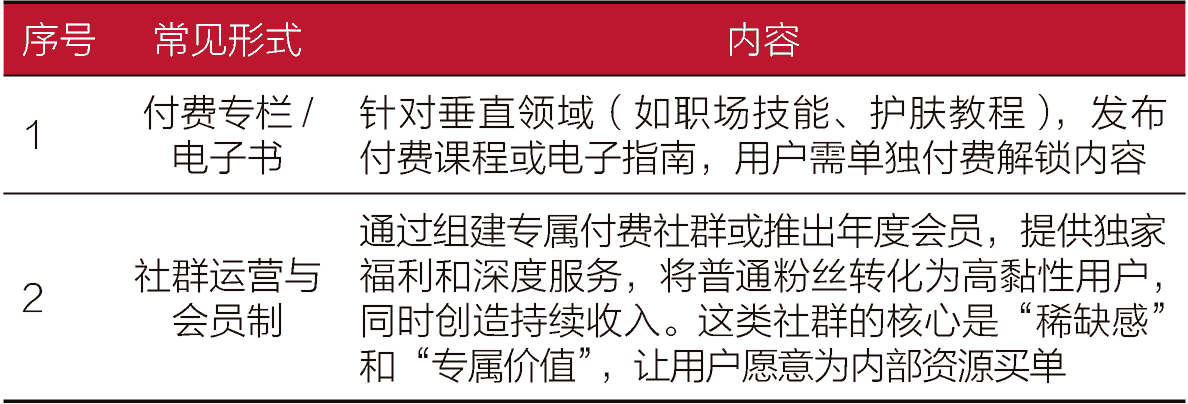 序号 常见形式 内容
1 付费专栏 / 电子书 针对垂直领域（如职场技能、护肤教程），发布
付费课程或电子指南，用户需单独付费解锁内容
2 社群运营与 会员制 通过组建专属付费社群或推出年度会员，提供独家
福利和深度服务，将普通粉丝转化为高黏性用户，
同时创造持续收入。这类社群的核心是“稀缺感”
和“专属价值”，让用户愿意为内部资源买单